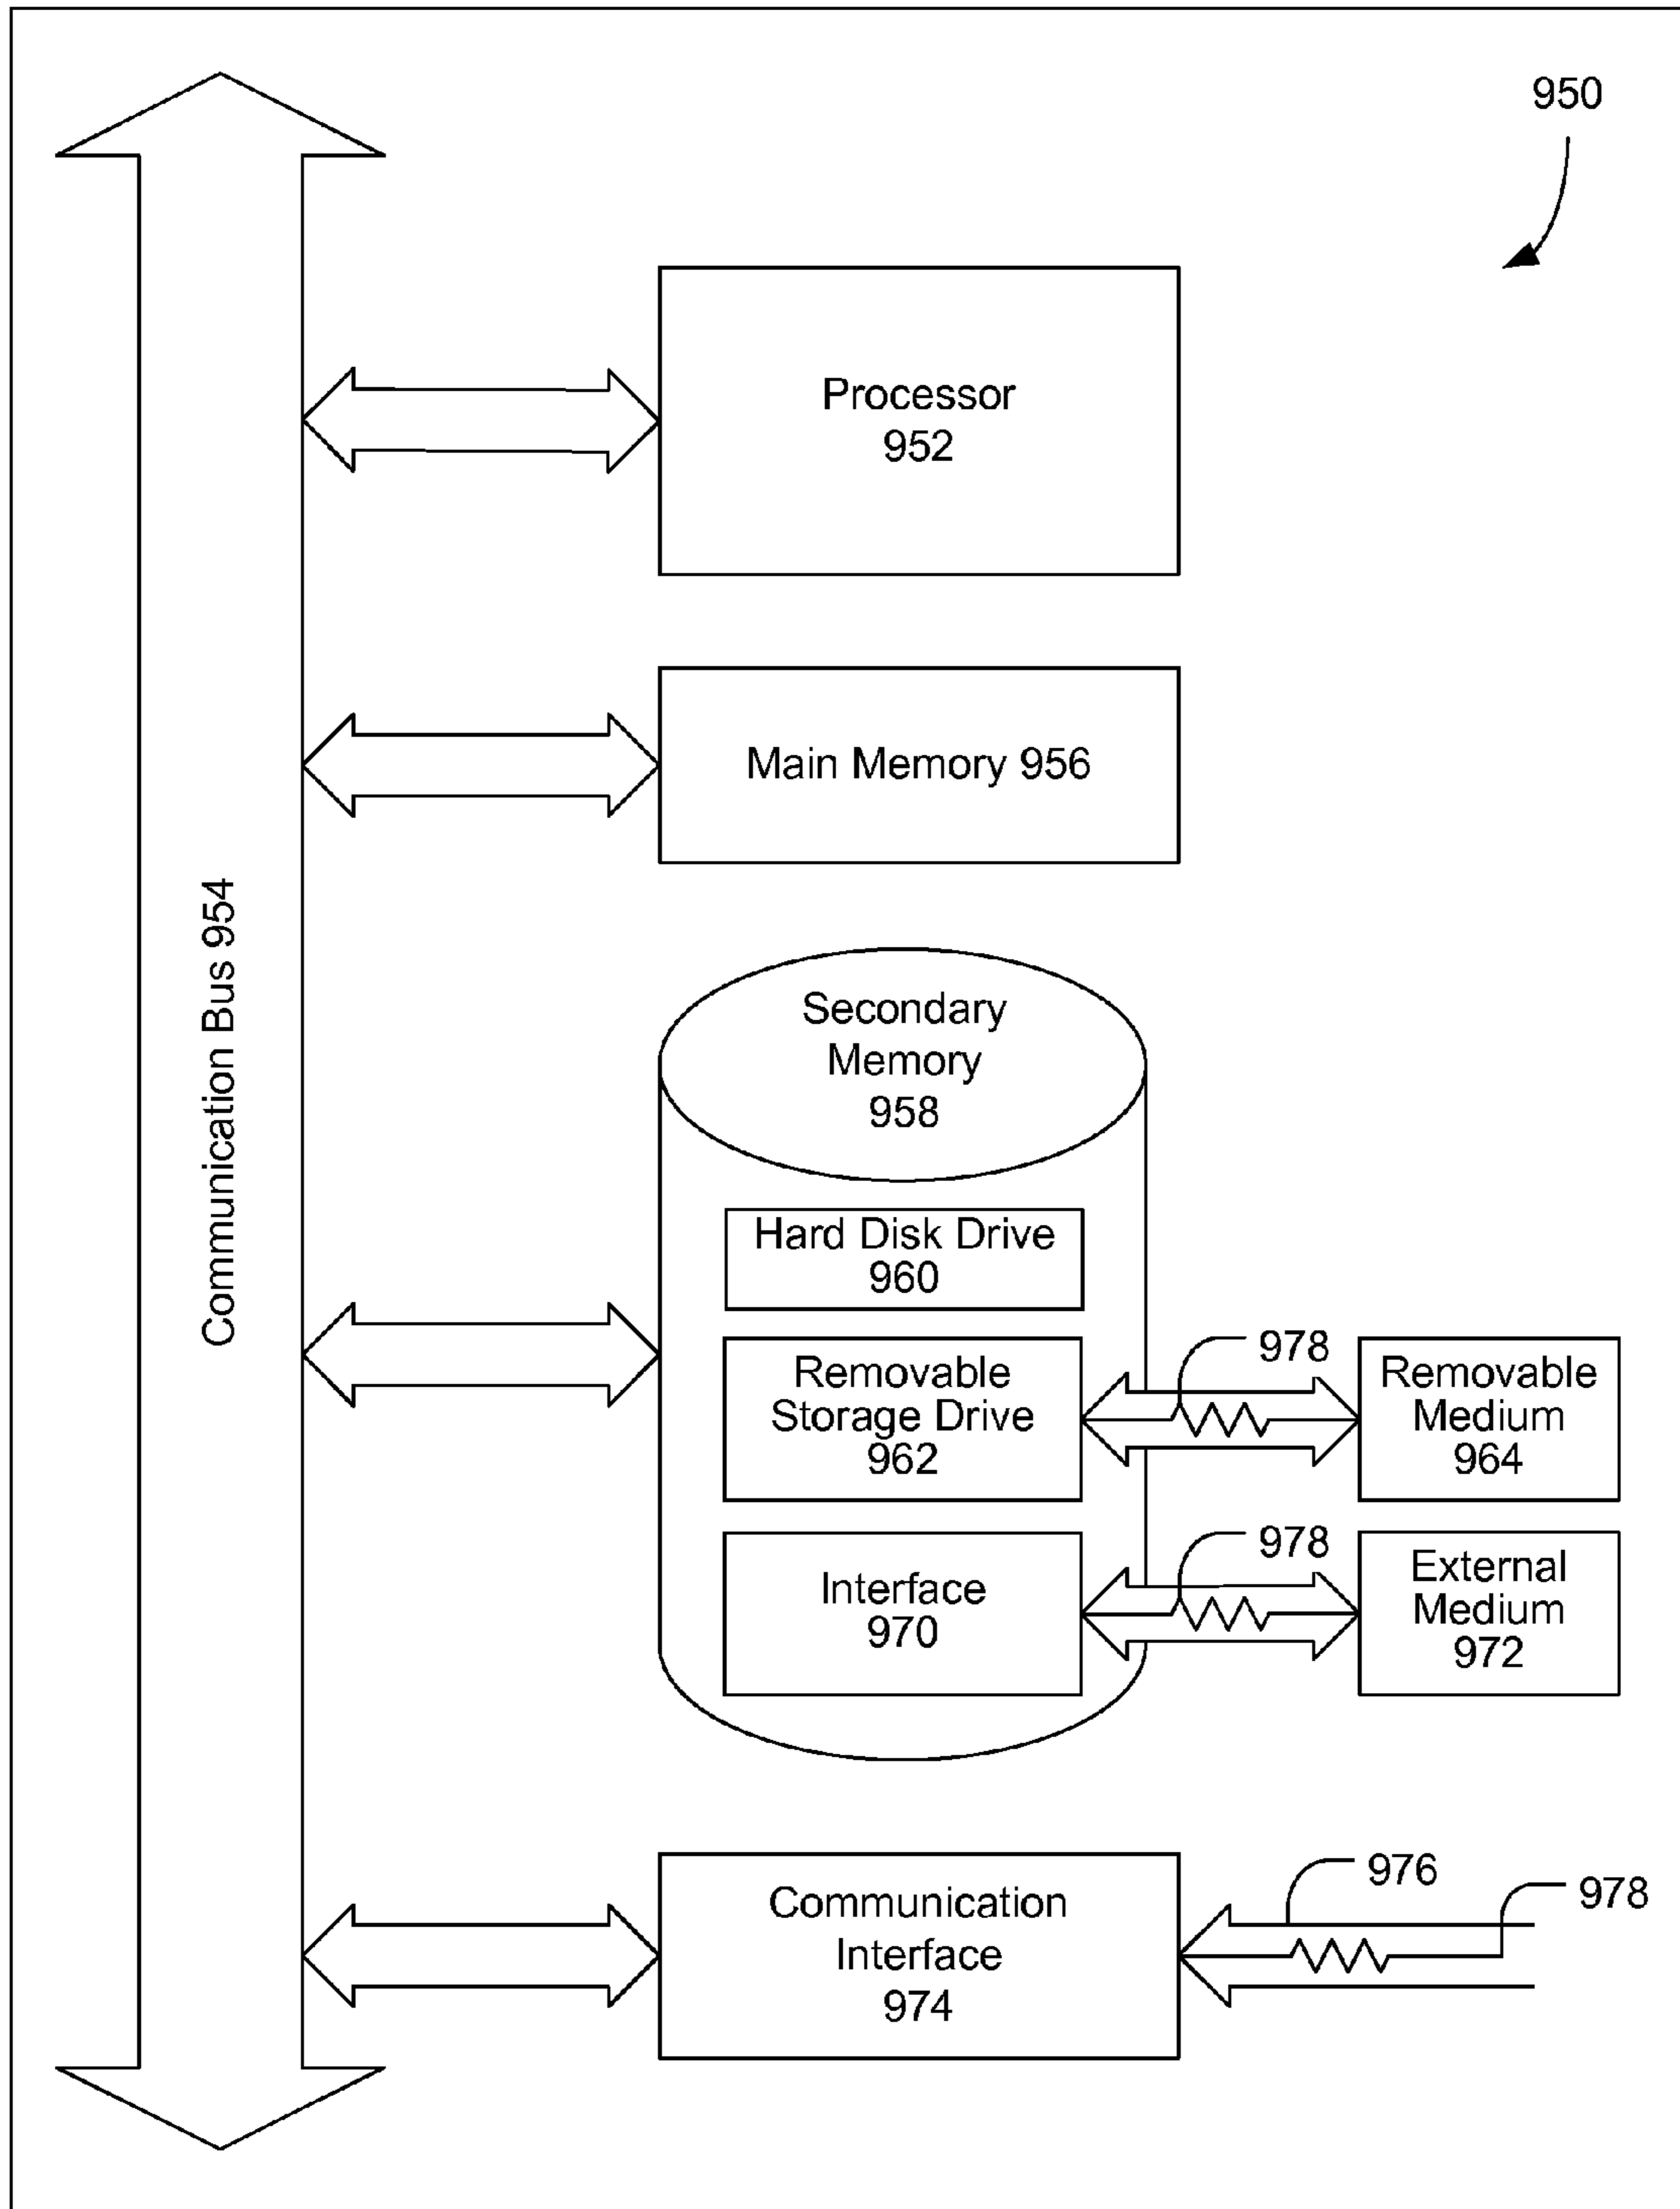 950
Processor
952
Main Memory 956
Communication Bus 954
Secondary
Memory
958
Hard Disk Drive
960
978
Removable
Storage Drive
962
Removable
Medium
964
978
Interface
970
External
Medium
972
976
978
Communication
Interface
974